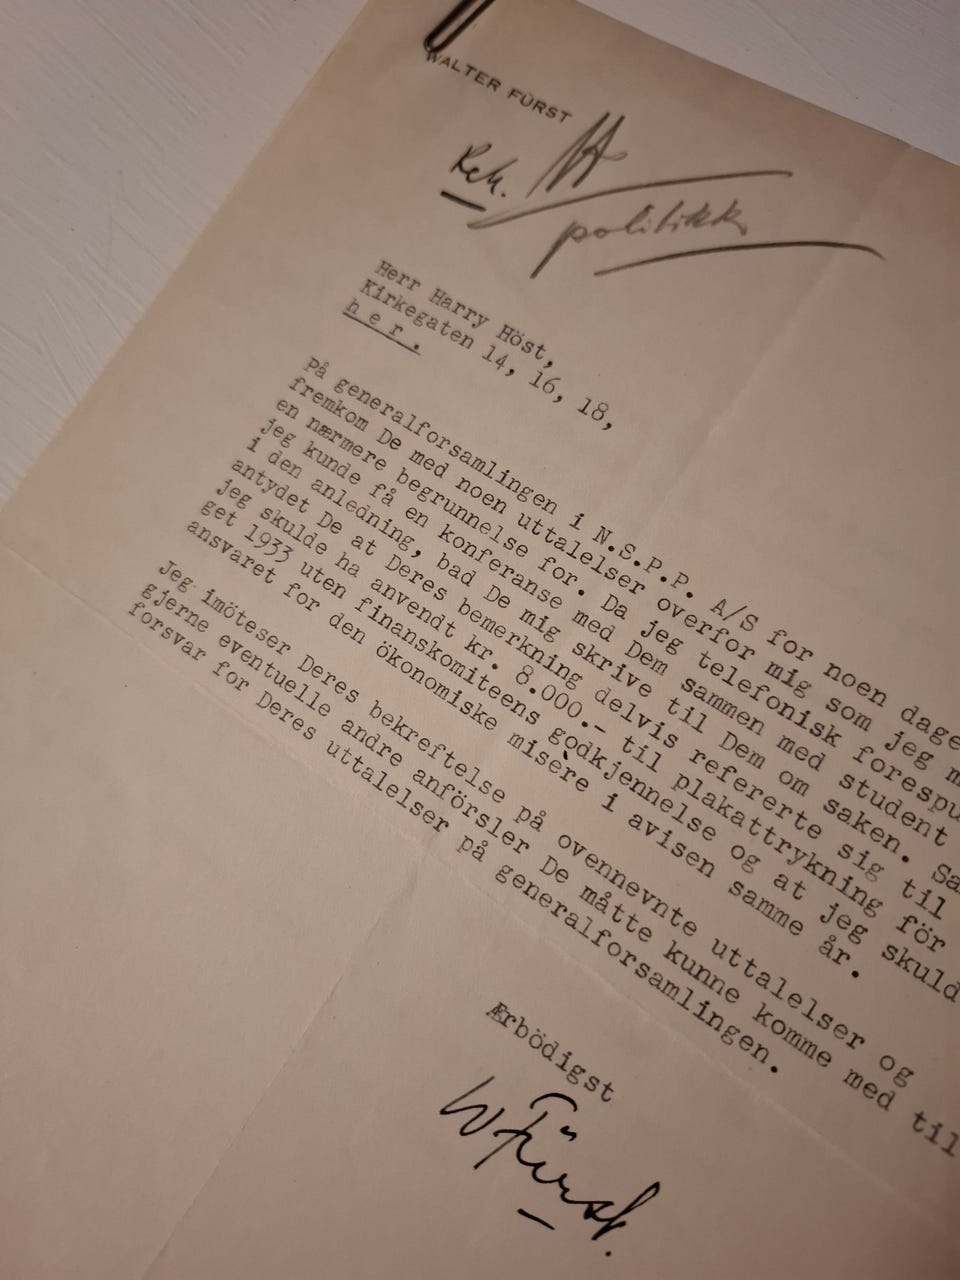 WALTER FÜRST
Rek.
politikk
Herr Harry Höst,
Kirkegaten 14, 16, 18,
h e r .
På generalforsamlingen i N.S.P.P. A/S for noen dage
fremkom De med noen uttalelser overfor mig som jeg
en nærmere begrunnelse for. Da jeg telefonisk forespu
jeg kunde få en konferanse med Dem sammen med student
i den anledning, bad De mig skrive til Dem om saken. Sa
antydet De at Deres bemerkning delvis refererte sig til
jeg skulde ha anvendt kr. 8.000.- til plakattrykning för
get 1933 uten finanskomiteens godkjennelse og at jeg skuld
ansvaret for den ökonomiske misère i avisen samme år.
Jeg imöteser Deres bekreftelse på ovennevnte uttalelser og
gjerne eventuelle andre anförsler De måtte kunne komme med til
forsvar for Deres uttalelser på generalforsamlingen.
Ærbödigst
W Fürst.